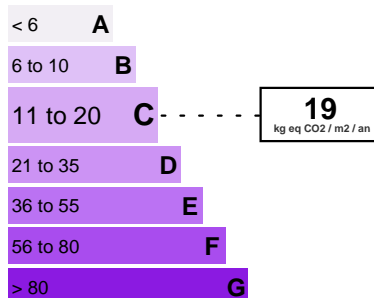 < 6 A
6 to 10 B
11 to 20 C
19
kg eq CO2 / m2 / an
21 to 35 D
36 to 55 E
56 to 80 F
> 80 G